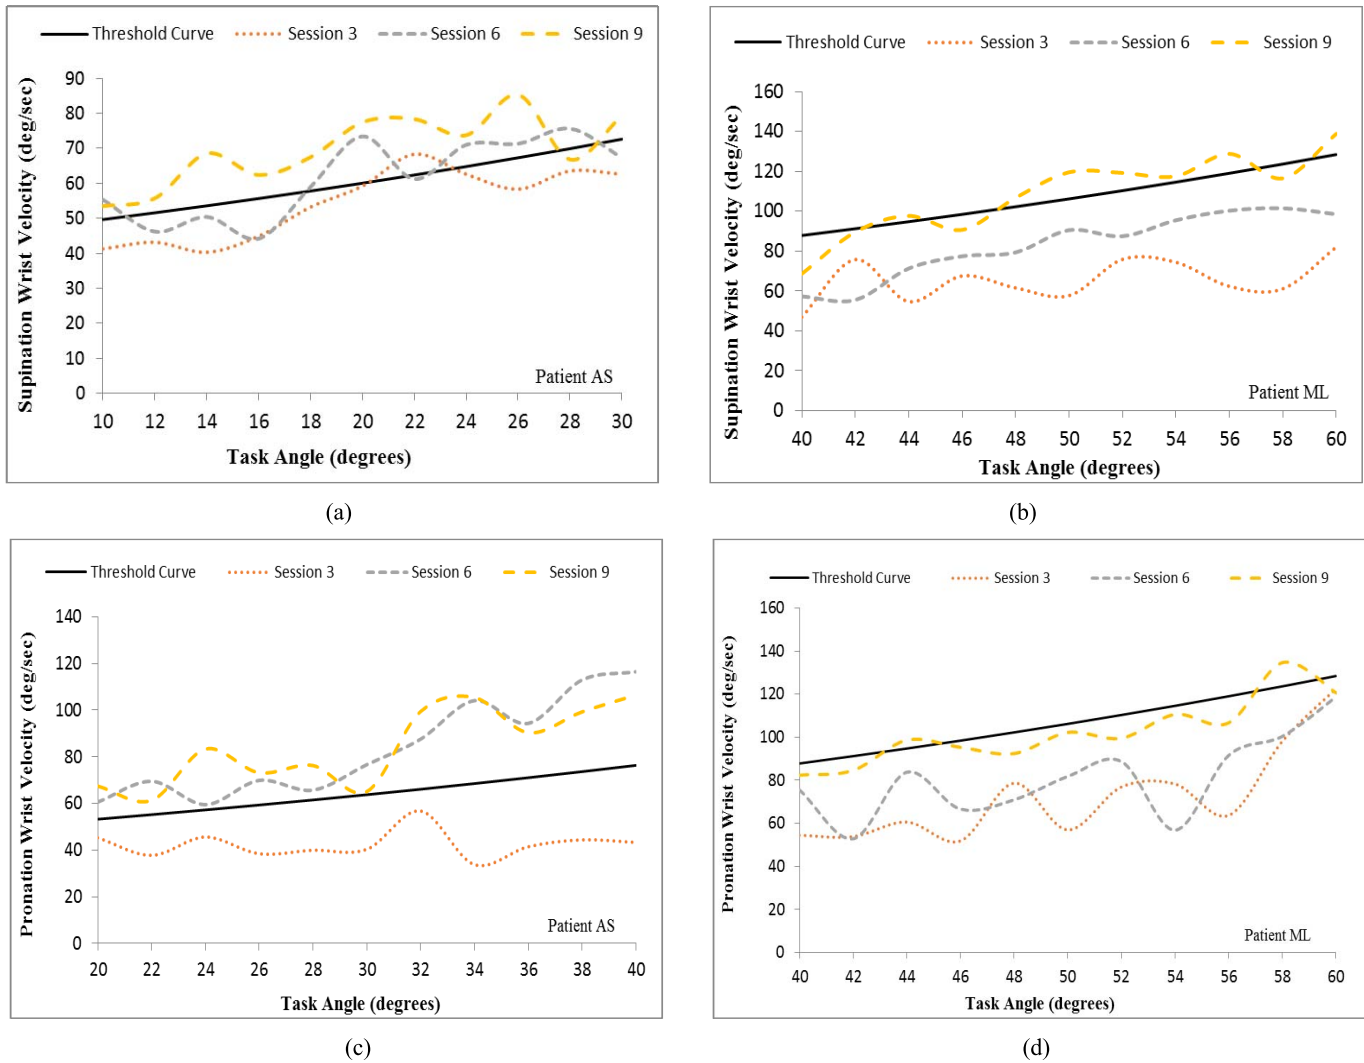 Threshold Curve Session 3 Session 6 Session 9
Supination Wrist Velocity (deg/sec)
90
80
70
60
50
40
30
20
10
0
Patient AS
10 12 14 16 18 20 22 24 26 28 30
Task Angle (degrees)
(a)
Threshold Curve Session 3 Session 6 Session 9
Supination Wrist Velocity (deg/sec)
160
140
120
100
80
60
40
20
0
Patient ML
40 42 44 46 48 50 52 54 56 58 60
Task Angle (degrees)
(b)
Threshold Curve Session 3 Session 6 Session 9
Pronation Wrist Velocity (deg/sec)
140
120
100
80
60
40
20
0
Patient AS
20 22 24 26 28 30 32 34 36 38 40
Task Angle (degrees)
(c)
Threshold Curve Session 3 Session 6 Session 9
Pronation Wrist Velocity (deg/sec)
160
140
120
100
80
60
40
20
0
Patient ML
40 42 44 46 48 50 52 54 56 58 60
Task Angle (degrees)
(d)